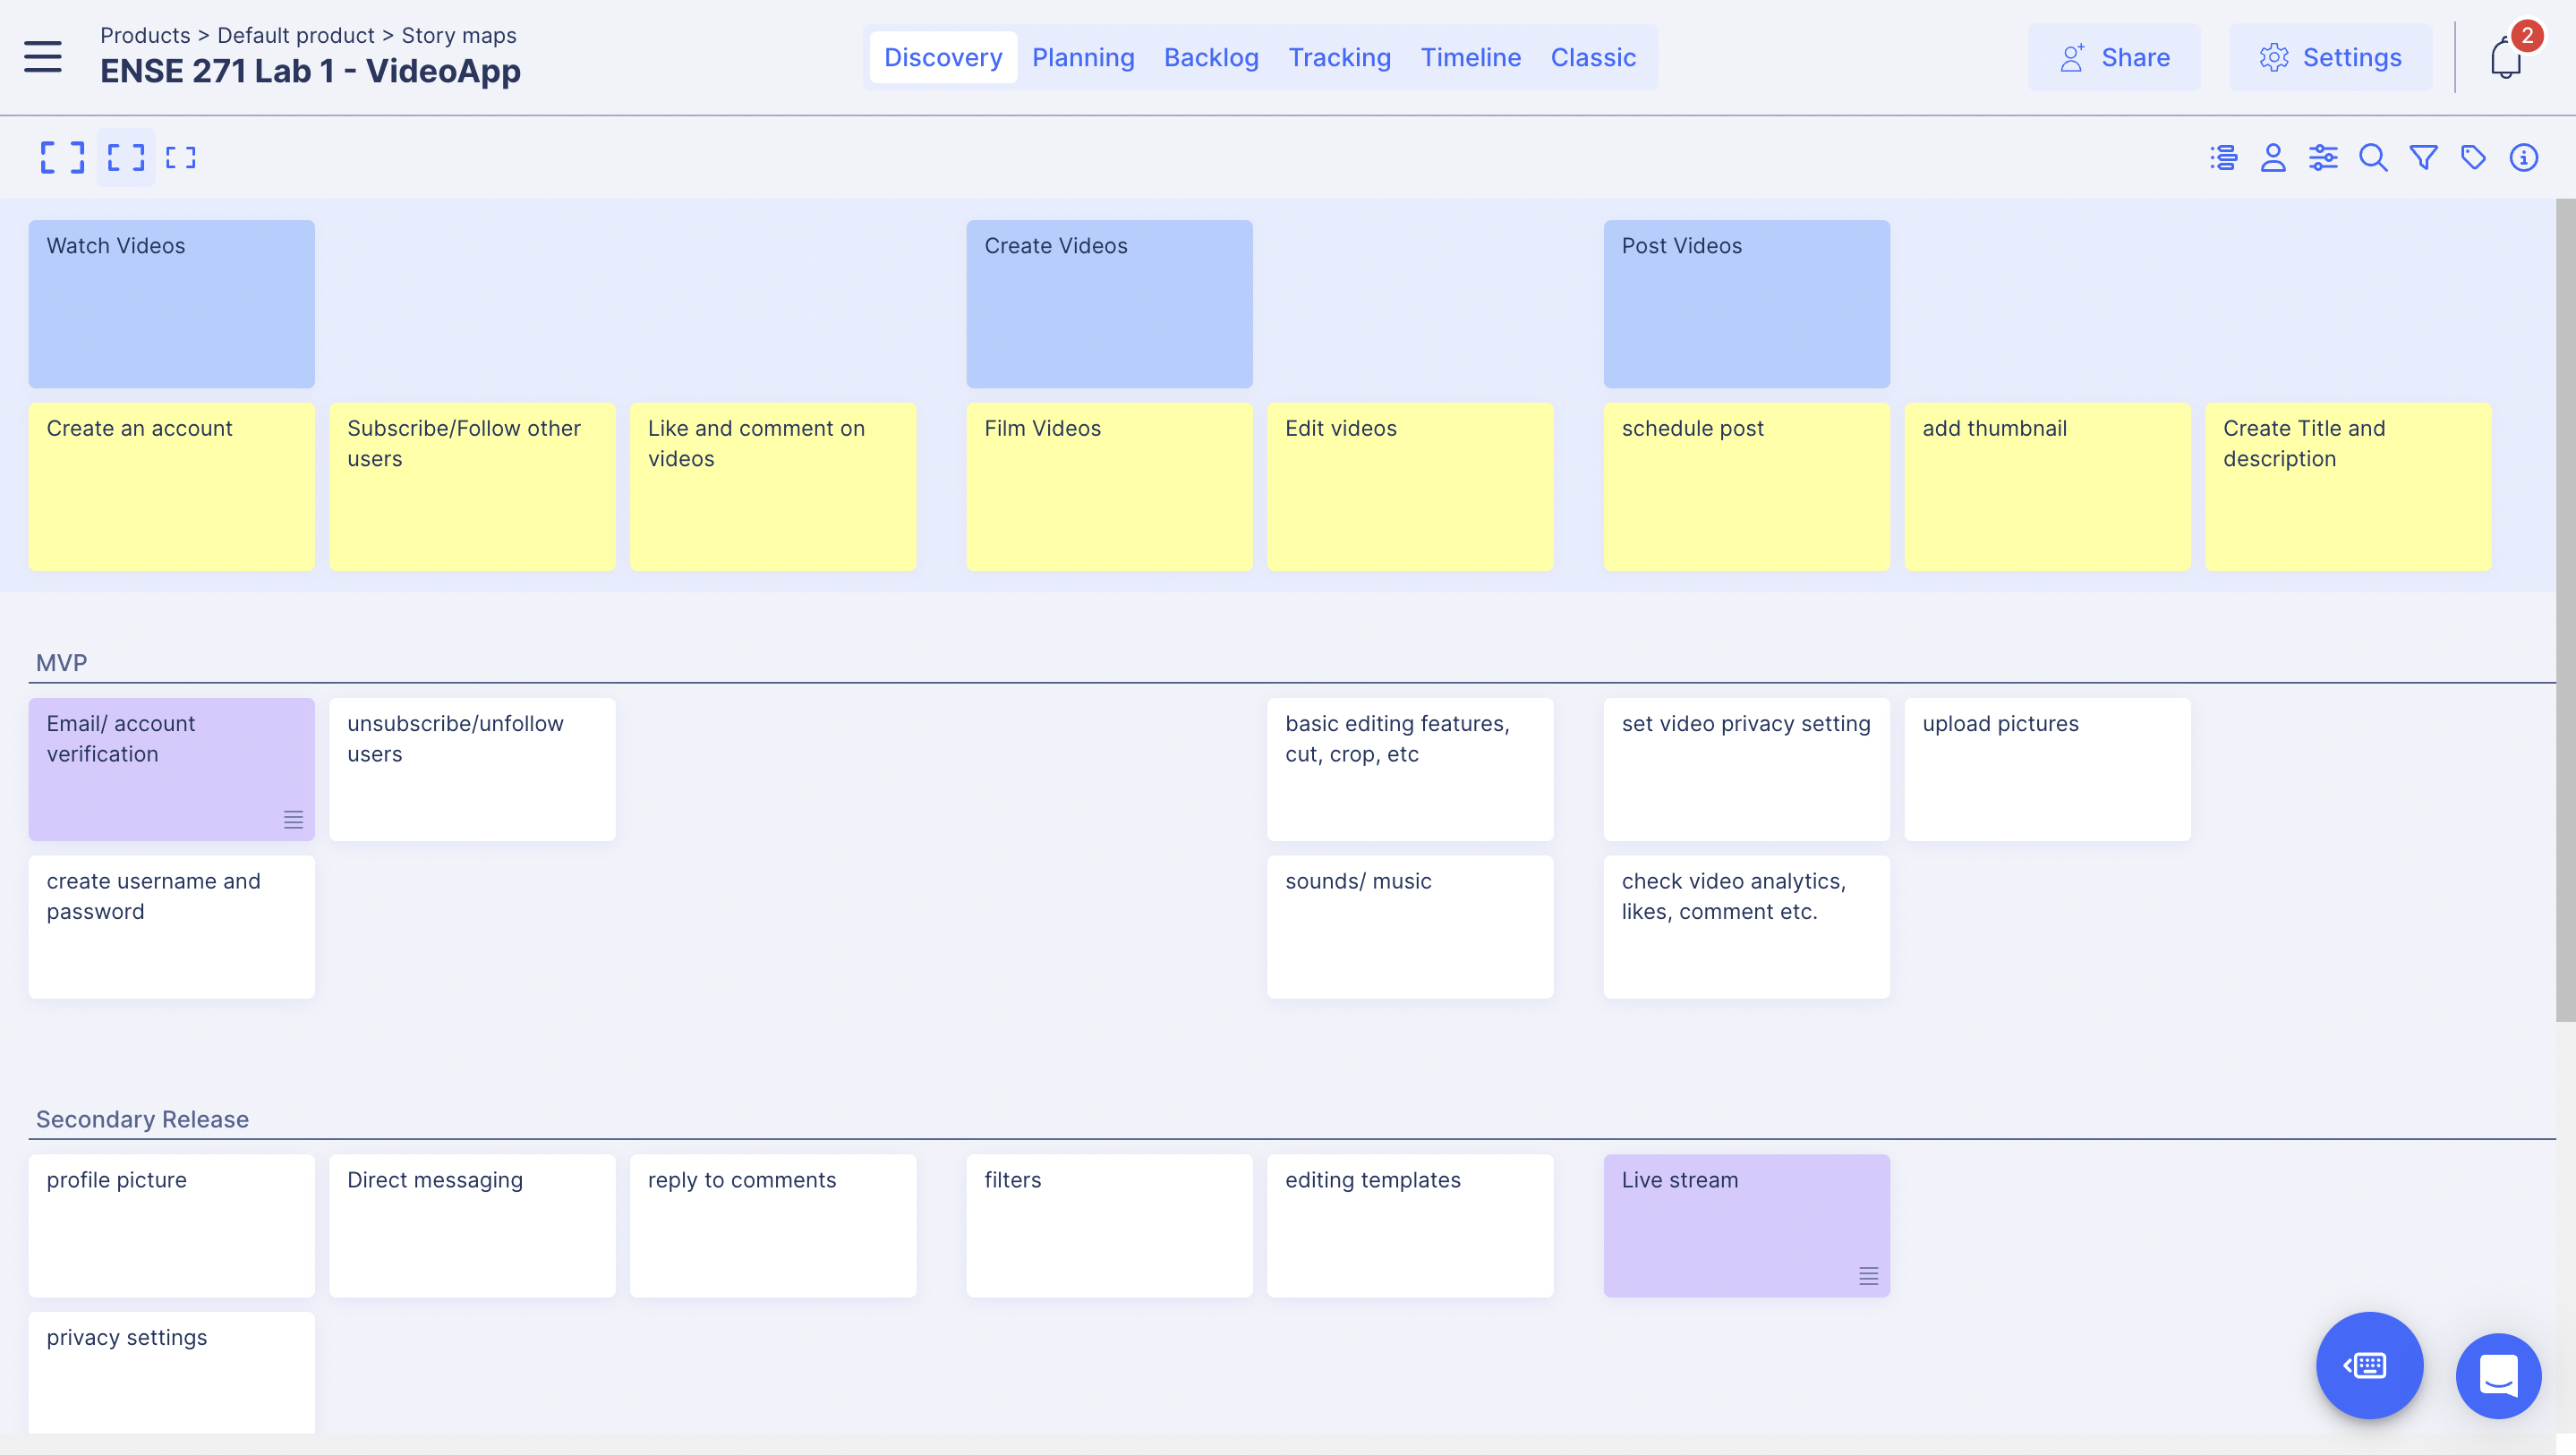 Products > Default product > Story maps
ENSE 271 Lab 1 - VideoApp
Discovery
Planning
Backlog
Tracking
Timeline
Classic
Share
Settings
2
Watch Videos
Create Videos
Post Videos
Create an account
Subscribe/Follow other
users
Like and comment on
videos
Film Videos
Edit videos
schedule post
add thumbnail
Create Title and
description
MVP
Email/ account
verification
unsubscribe/unfollow
users
basic editing features,
cut, crop, etc
set video privacy setting
upload pictures
create username and
password
sounds/ music
check video analytics,
likes, comment etc.
Secondary Release
profile picture
Direct messaging
reply to comments
filters
editing templates
Live stream
privacy settings